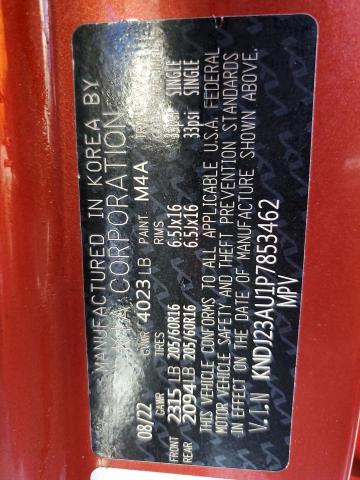 MANUFACTURED IN KOREA BY
KIA CORPORATION
08/22 GVWR 4023 LB PAINT M4A
GAWR TIRES RIMS
FRONT 2315 LB 205/60R16 6.5JX16 33psi SINGLE
REAR 2094 LB 205/60R16 6.5JX16 33psi SINGLE
THIS VEHICLE CONFORMS TO ALL APPLICABLE U.S.A. FEDERAL
MOTOR VEHICLE SAFETY AND THEFT PREVENTION STANDARDS
IN EFFECT ON THE DATE OF MANUFACTURE SHOWN ABOVE.
V.I.N KNDJ23AU1P7853462
MPV